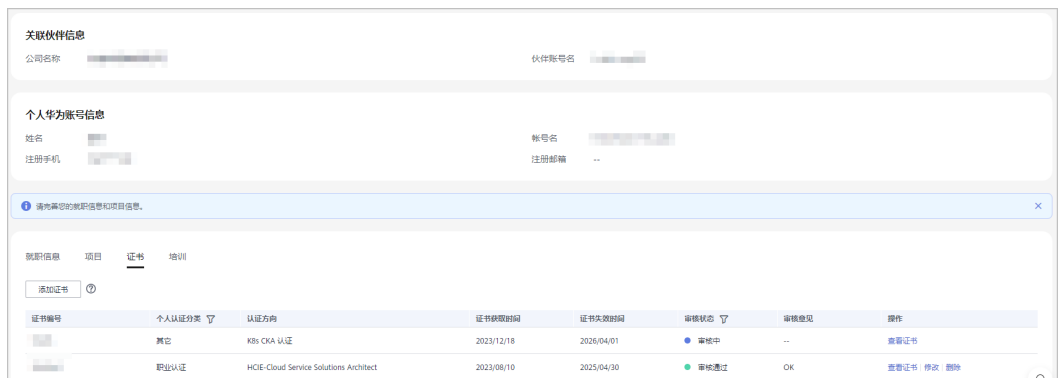 关联伙伴信息
公司名称 伙伴账号名
个人华为账号信息
姓名 帐号名
注册手机 注册邮箱 --
请完善您的就职信息和项目信息。
就职信息 项目 证书 培训
添加证书
证书编号 个人认证分类 认证方向 证书获取时间 证书失效时间 审核状态 审核意见 操作
其它 K8s CKA 认证 2023/12/18 2026/04/01 审核中 -- 查看证书
职业认证 HCIE-Cloud Service Solutions Architect 2023/08/10 2025/04/30 审核通过 OK 查看证书 | 修改 | 删除